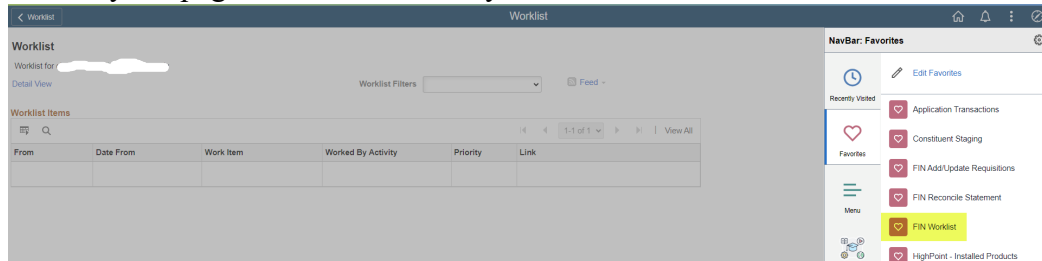 Worklist
Worklist
NavBar: Favorites
Worklist
Worklist for
Detail View
Worklist Filters
Feed
Worklist Items
1-1 of 1
View All
From
Date From
Work Item
Worked By Activity
Priority
Link
Recently Visited
Favorites
Menu
Edit Favorites
Application Transactions
Constituent Staging
FIN Add/Update Requisitions
FIN Reconcile Statement
FIN Worklist
HighPoint - Installed Products